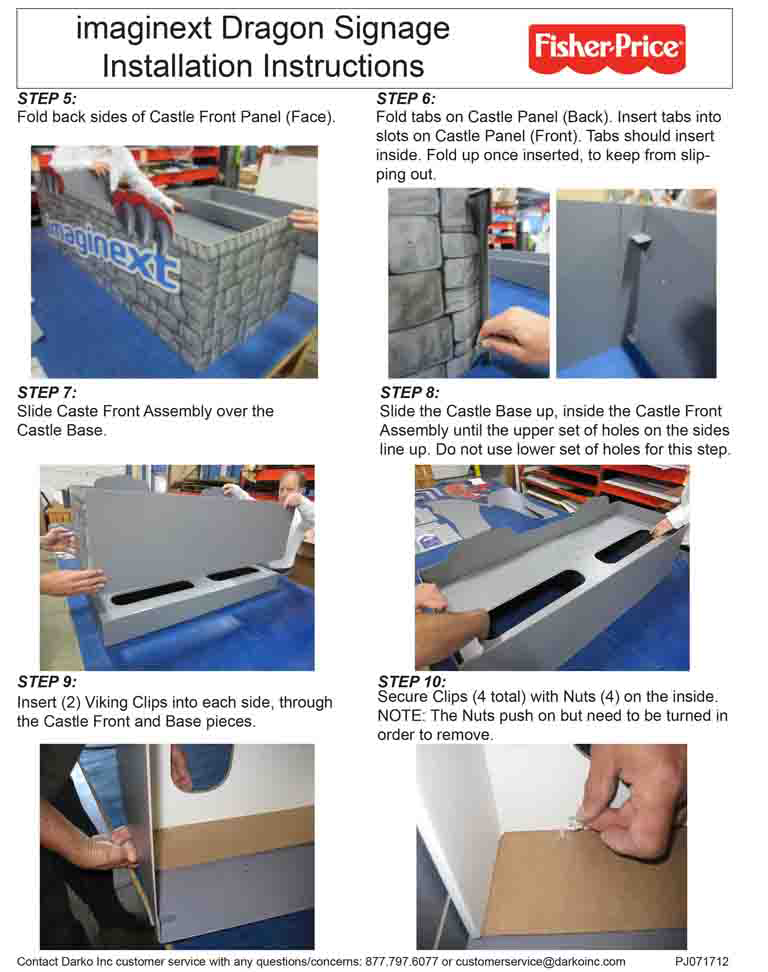 imaginext Dragon Signage
Installation Instructions
Fisher-Price
STEP 5:
Fold back sides of Castle Front Panel (Face).
imaginext
STEP 6:
Fold tabs on Castle Panel (Back). Insert tabs into
slots on Castle Panel (Front). Tabs should insert
inside. Fold up once inserted, to keep from slip-
ping out.
STEP 7:
Slide Caste Front Assembly over the
Castle Base.
STEP 8:
Slide the Castle Base up, inside the Castle Front
Assembly until the upper set of holes on the sides
line up. Do not use lower set of holes for this step.
STEP 9:
Insert (2) Viking Clips into each side, through
the Castle Front and Base pieces.
STEP 10:
Secure Clips (4 total) with Nuts (4) on the inside.
NOTE: The Nuts push on but need to be turned in
order to remove.
Contact Darko Inc customer service with any questions/concerns: 877.797.6077 or customerservice@darkoinc.com
PJ071712